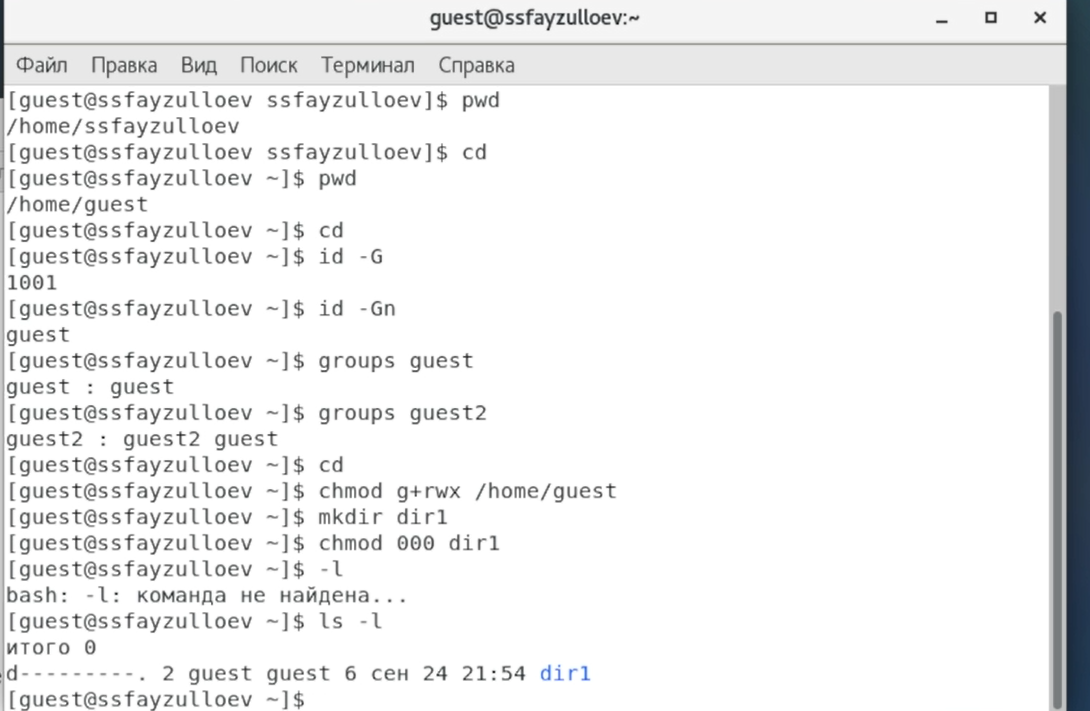 guest@ssfayzulloev:~
Файл Правка Вид Поиск Терминал Справка
[guest@ssfayzulloev ssfayzulloev]$ pwd
/home/ssfayzulloev
[guest@ssfayzulloev ssfayzulloev]$ cd
[guest@ssfayzulloev ~]$ pwd
/home/guest
[guest@ssfayzulloev ~]$ cd
[guest@ssfayzulloev ~]$ id -G
1001
[guest@ssfayzulloev ~]$ id -Gn
guest
[guest@ssfayzulloev ~]$ groups guest
guest : guest
[guest@ssfayzulloev ~]$ groups guest2
guest2 : guest2 guest
[guest@ssfayzulloev ~]$ cd
[guest@ssfayzulloev ~]$ chmod g+rwx /home/guest
[guest@ssfayzulloev ~]$ mkdir dir1
[guest@ssfayzulloev ~]$ chmod 000 dir1
[guest@ssfayzulloev ~]$ -l
bash: -l: команда не найдена...
[guest@ssfayzulloev ~]$ ls -l
итого 0
d---------. 2 guest guest 6 сен 24 21:54 dir1
[guest@ssfayzulloev ~]$